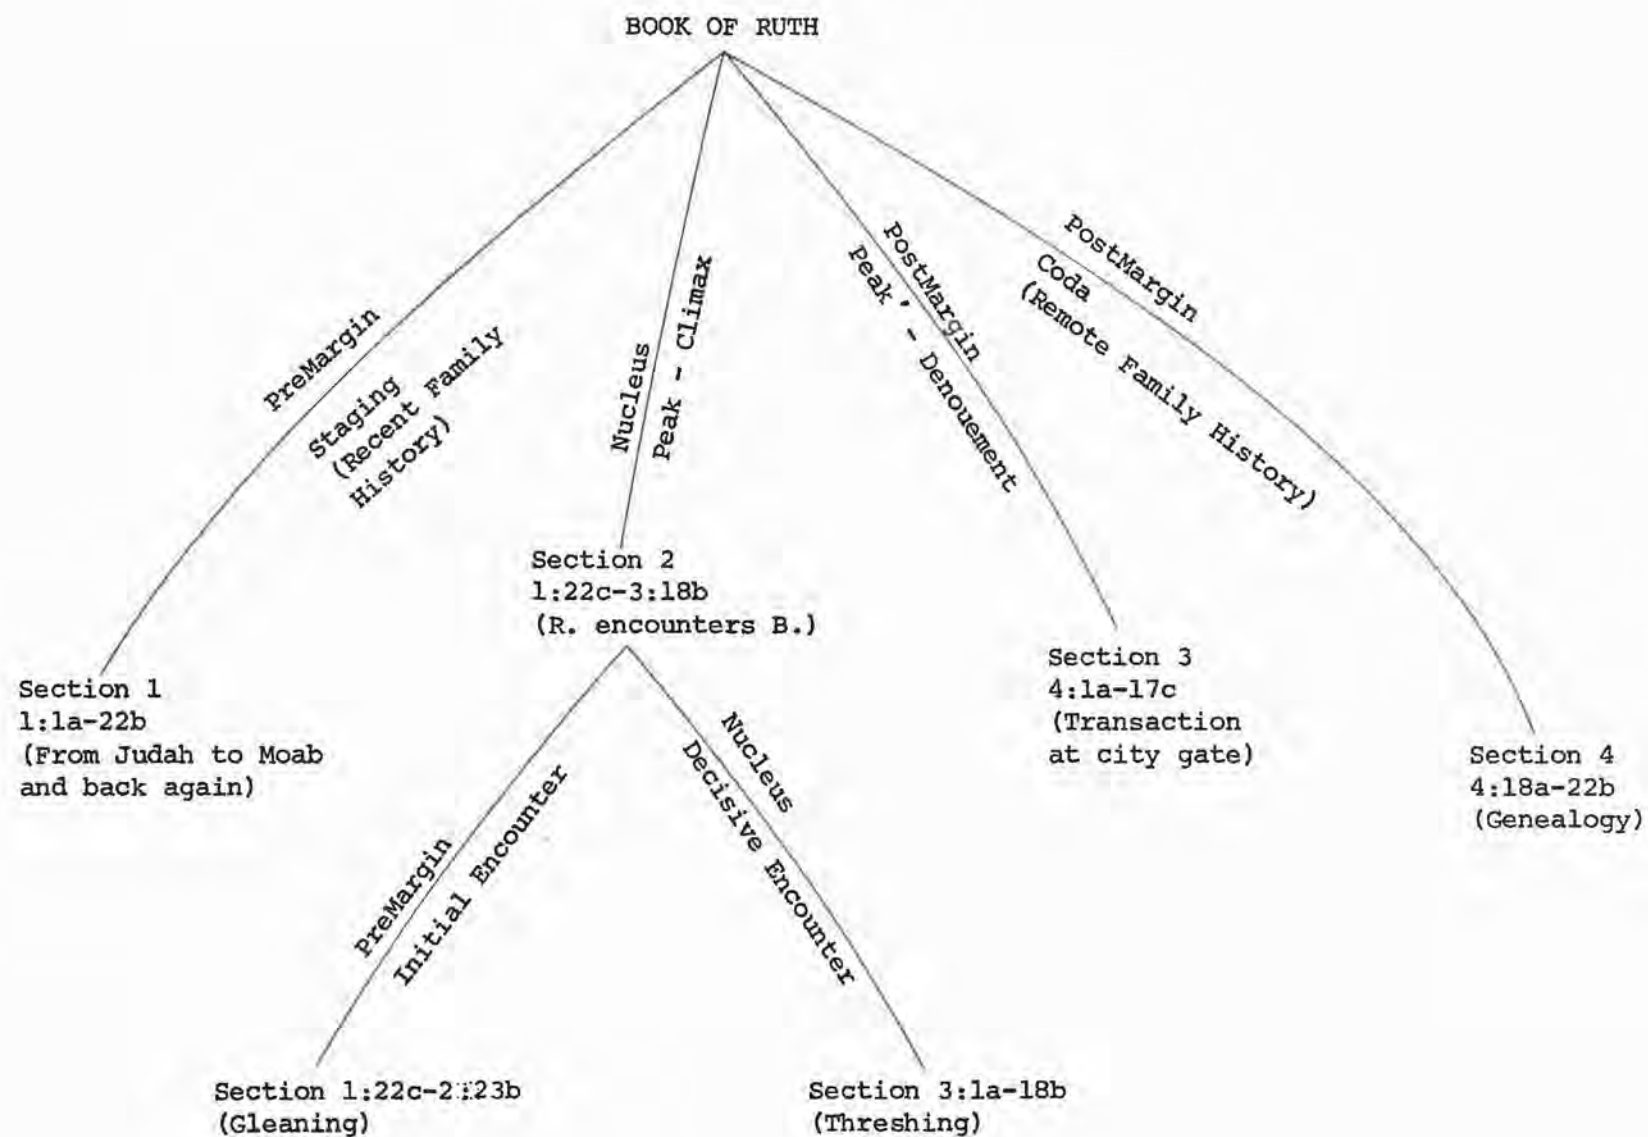 BOOK OF RUTH
PreMargin
Staging
(Recent Family
History)
Nucleus
Peak - Climax
PostMargin
Peak' - Denouement
PostMargin
Coda
(Remote Family History)
Section 1
1:1a-22b
(From Judah to Moab
and back again)
Section 2
1:22c-3:18b
(R. encounters B.)
Section 3
4:1a-17c
(Transaction
at city gate)
Section 4
4:18a-22b
(Genealogy)
PreMargin
Initial Encounter
Nucleus
Decisive Encounter
Section 1:22c-2:23b
(Gleaning)
Section 3:1a-18b
(Threshing)